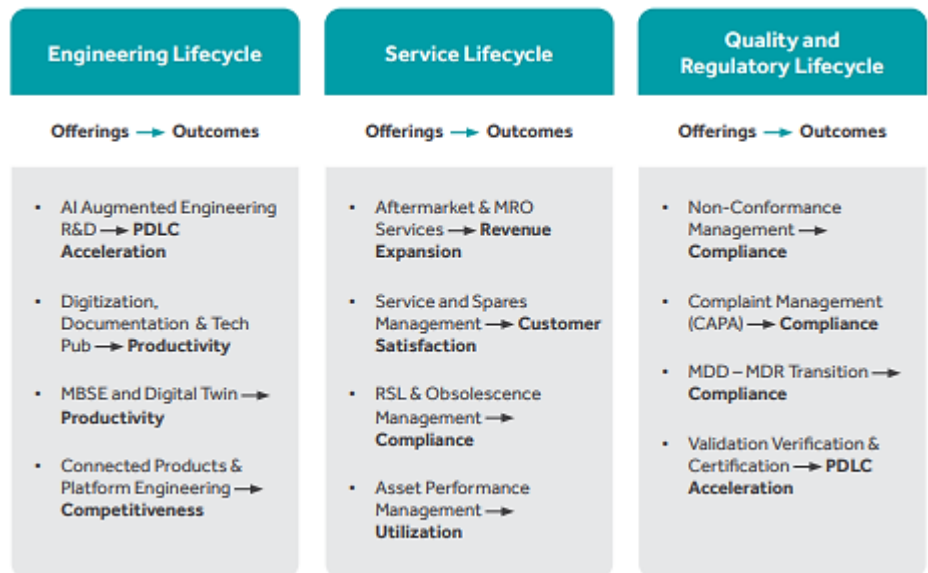 Engineering Lifecycle
Offerings → Outcomes
• AI Augmented Engineering
R&D → PDLC
Acceleration
• Digitization,
Documentation & Tech
Pub → Productivity
• MBSE and Digital Twin →
Productivity
• Connected Products &
Platform Engineering →
Competitiveness
Service Lifecycle
Offerings → Outcomes
• Aftermarket & MRO
Services → Revenue
Expansion
• Service and Spares
Management → Customer
Satisfaction
• RSL & Obsolescence
Management →
Compliance
• Asset Performance
Management →
Utilization
Quality and
Regulatory Lifecycle
Offerings → Outcomes
• Non-Conformance
Management →
Compliance
• Complaint Management
(CAPA) → Compliance
• MDD – MDR Transition →
Compliance
• Validation Verification &
Certification → PDLC
Acceleration